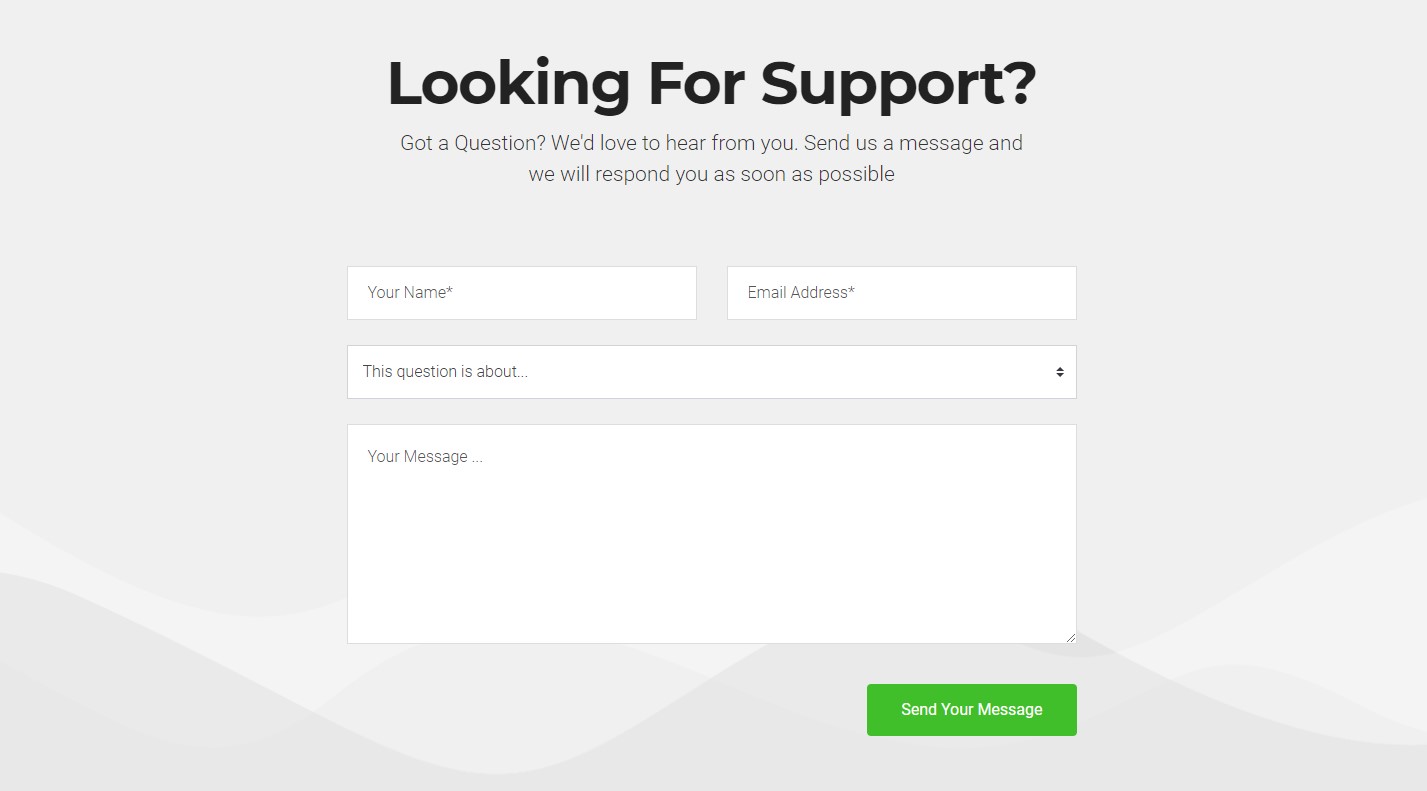 Looking For Support?
Got a Question? We'd love to hear from you. Send us a message and
we will respond you as soon as possible
Your Name*
Email Address*
This question is about...
Your Message ...
Send Your Message